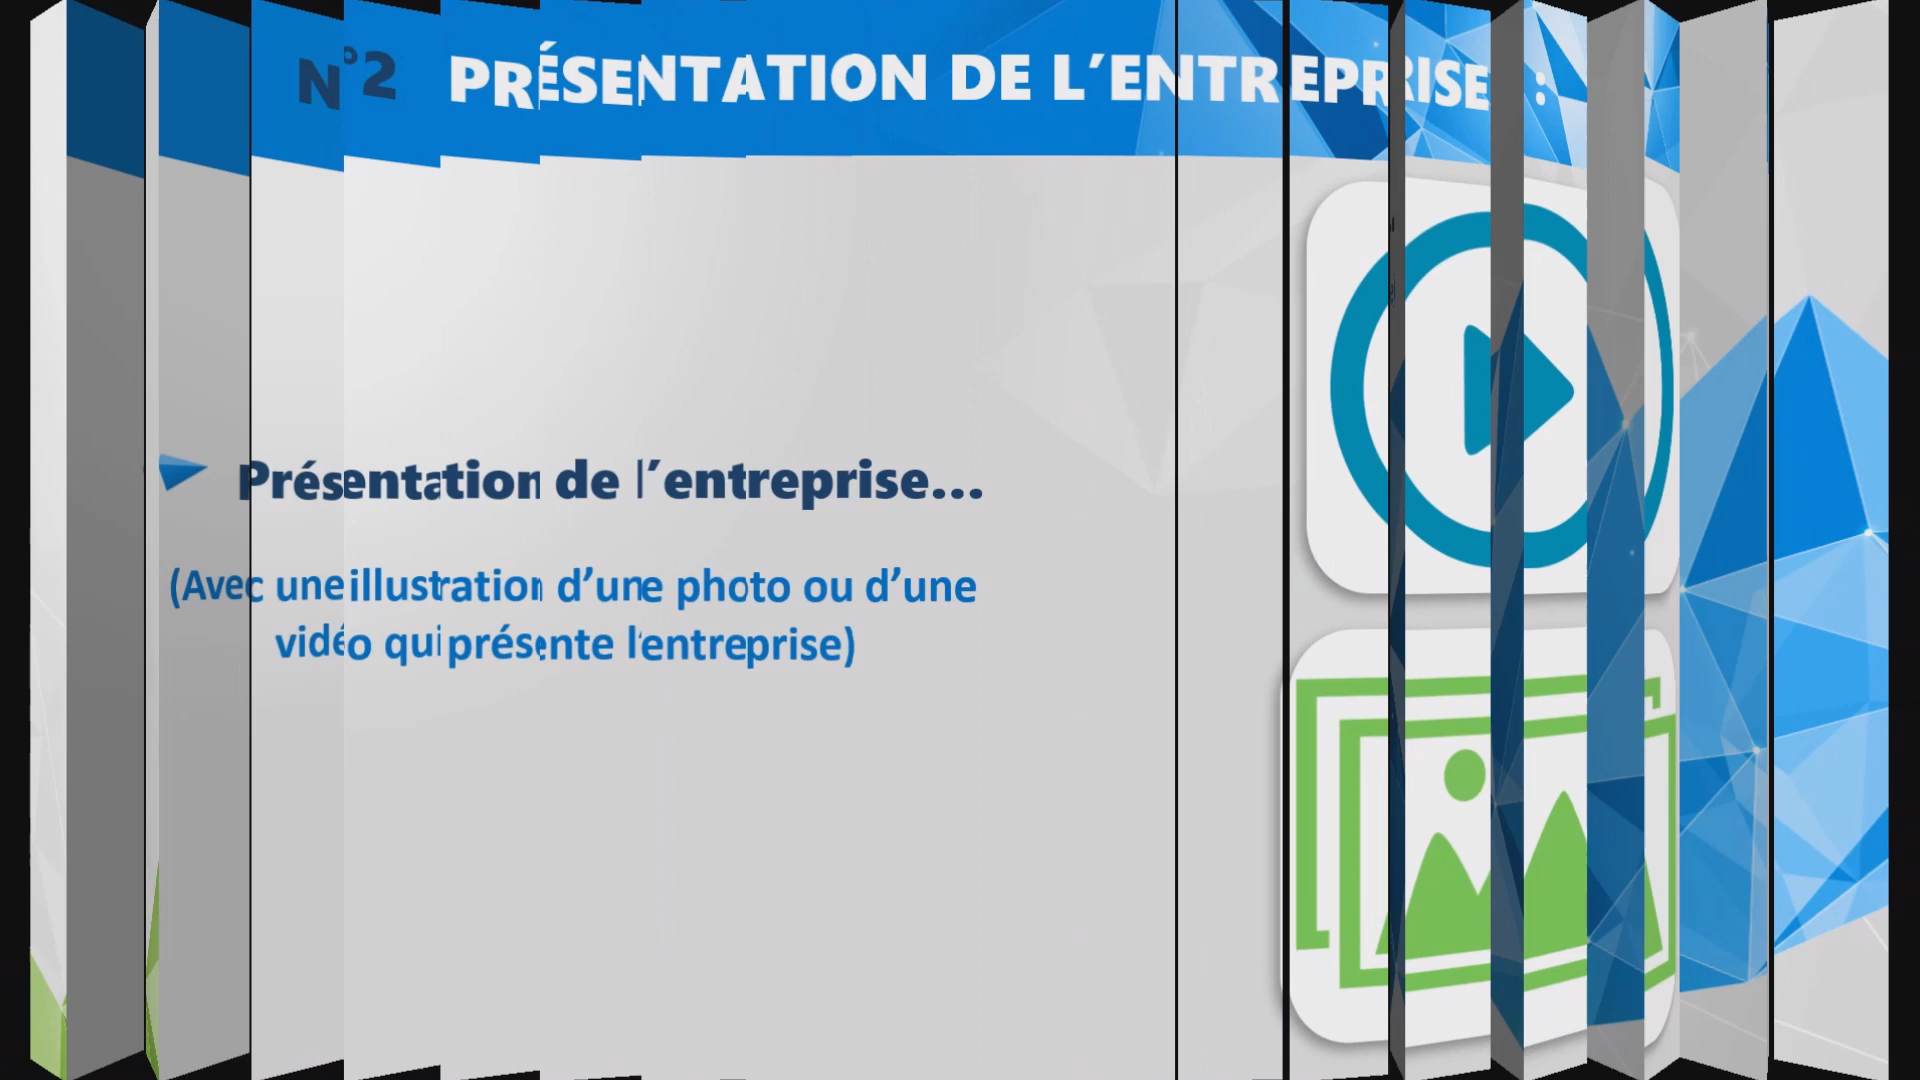 N°2 PRÉSENTATION DE L'ENTREPRISE :
Présentation de l'entreprise...
(Avec une illustration d'une photo ou d'une
vidéo qui présente l'entreprise)